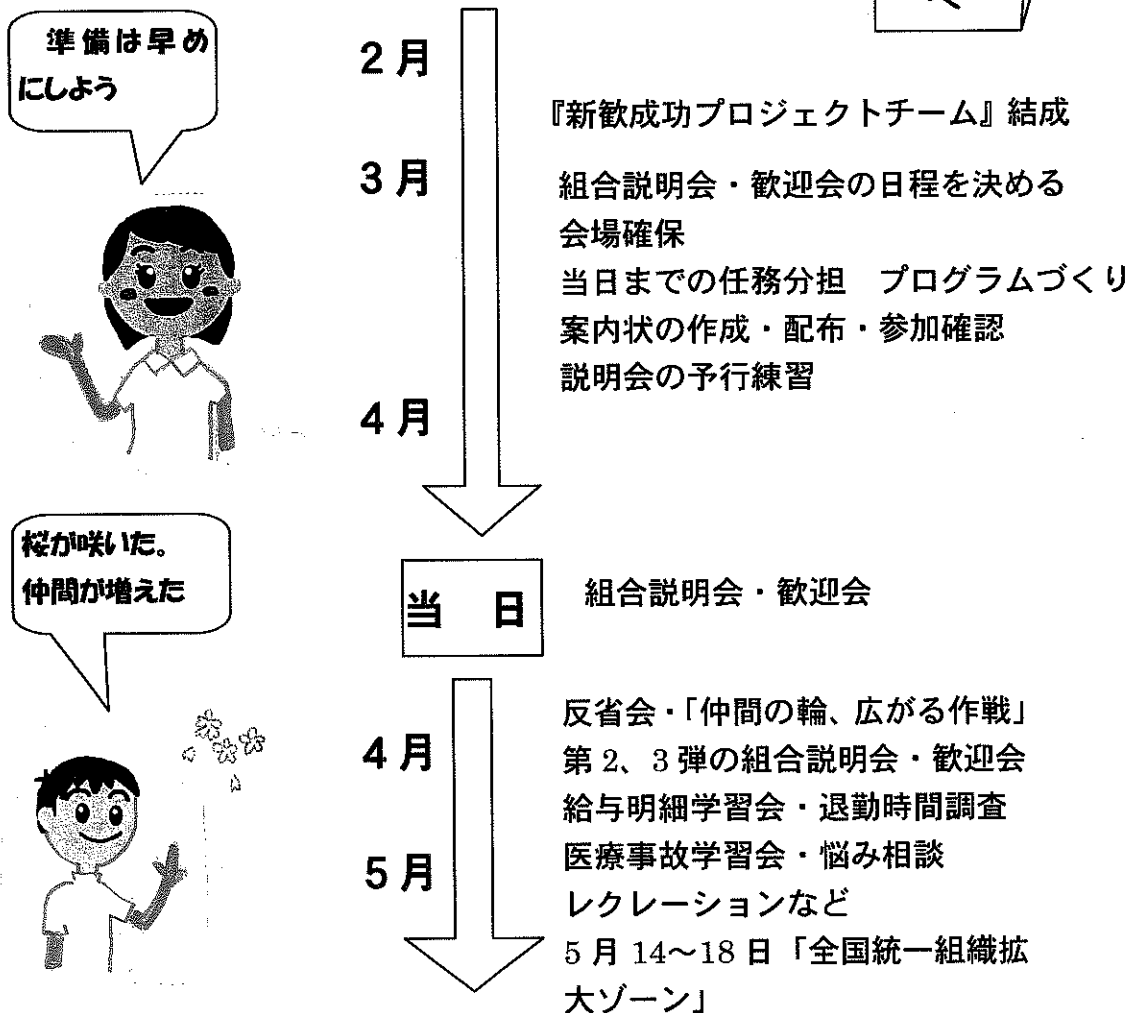 準備は早め
にしよう
2月
『新歓成功プロジェクトチーム』結成
3月
組合説明会・歓迎会の日程を決める
会場確保
当日までの任務分担　プログラムづくり
案内状の作成・配布・参加確認
説明会の予行練習
4月
桜が咲いた。
仲間が増えた
当　日
組合説明会・歓迎会
4月
反省会・「仲間の輪、広がる作戦」
第2、3弾の組合説明会・歓迎会
給与明細学習会・退勤時間調査
5月
医療事故学習会・悩み相談
レクレーションなど
5月14～18日「全国統一組織拡
大ゾーン」